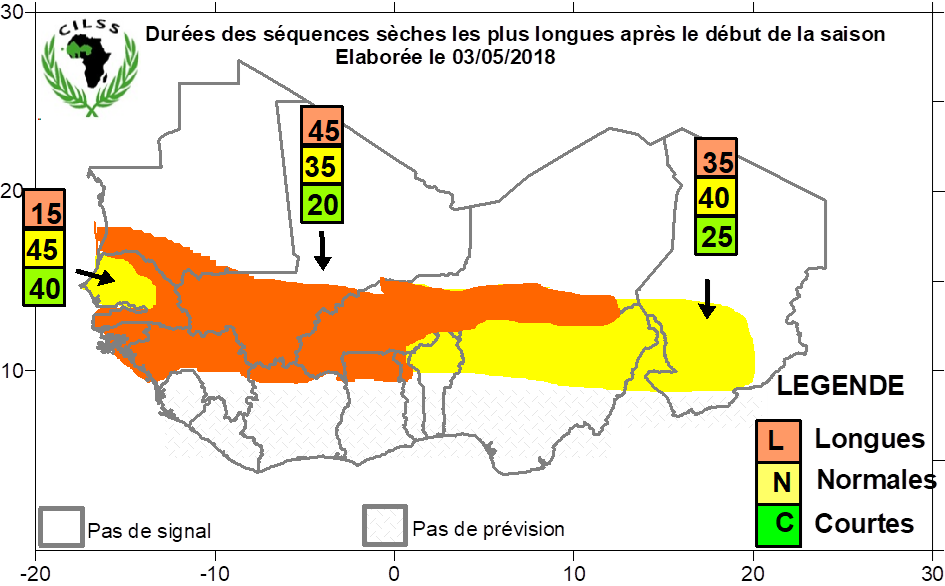 30
CILSS
Durées des séquences sèches les plus longues après le début de la saison
Elaborée le 03/05/2018
45
35
20
35
40
25
20
15
45
40
10
LEGENDE
L Longues
N Normales
C Courtes
Pas de signal
Pas de prévision
-20 -10 0 10 20 30